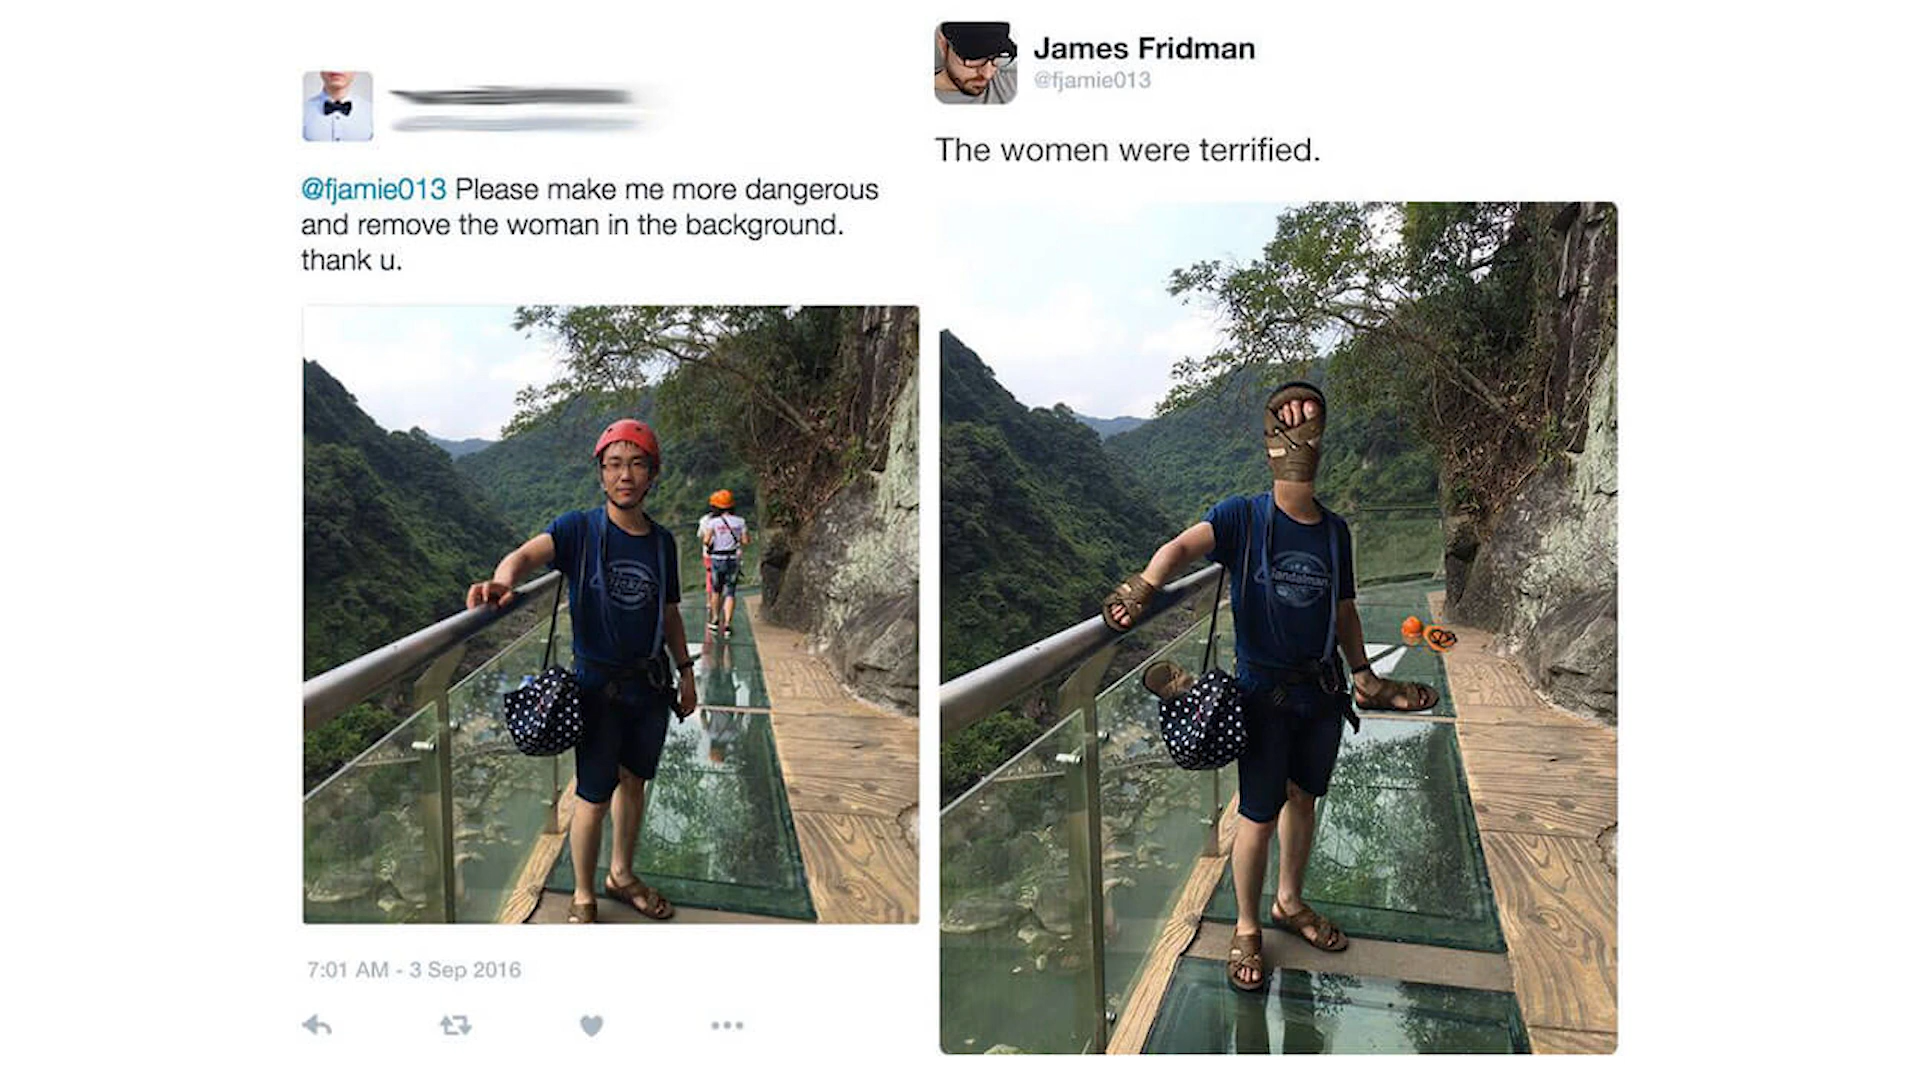 @fjamie013 Please make me more dangerous
and remove the woman in the background.
thank u.
7:01 AM - 3 Sep 2016
James Fridman
@fjamie013
The women were terrified.
Sandalman